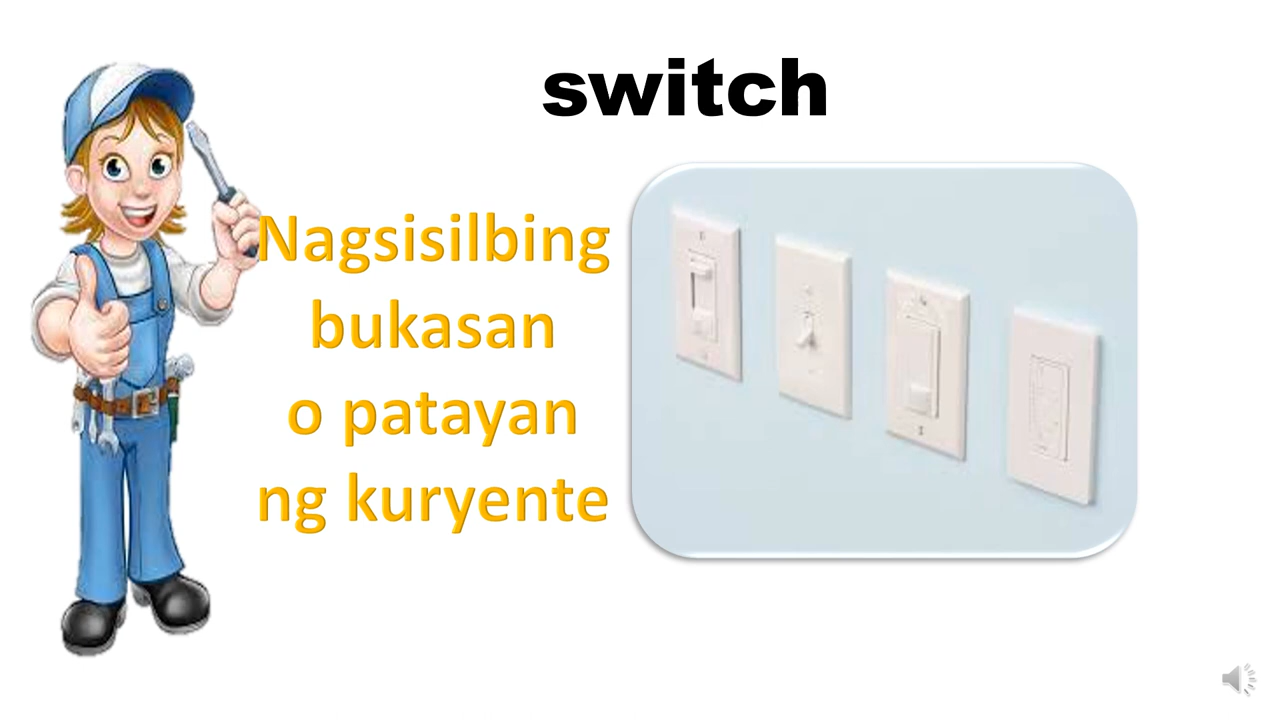 switch
Nagsisilbing
bukasan
o patayan
ng kuryente